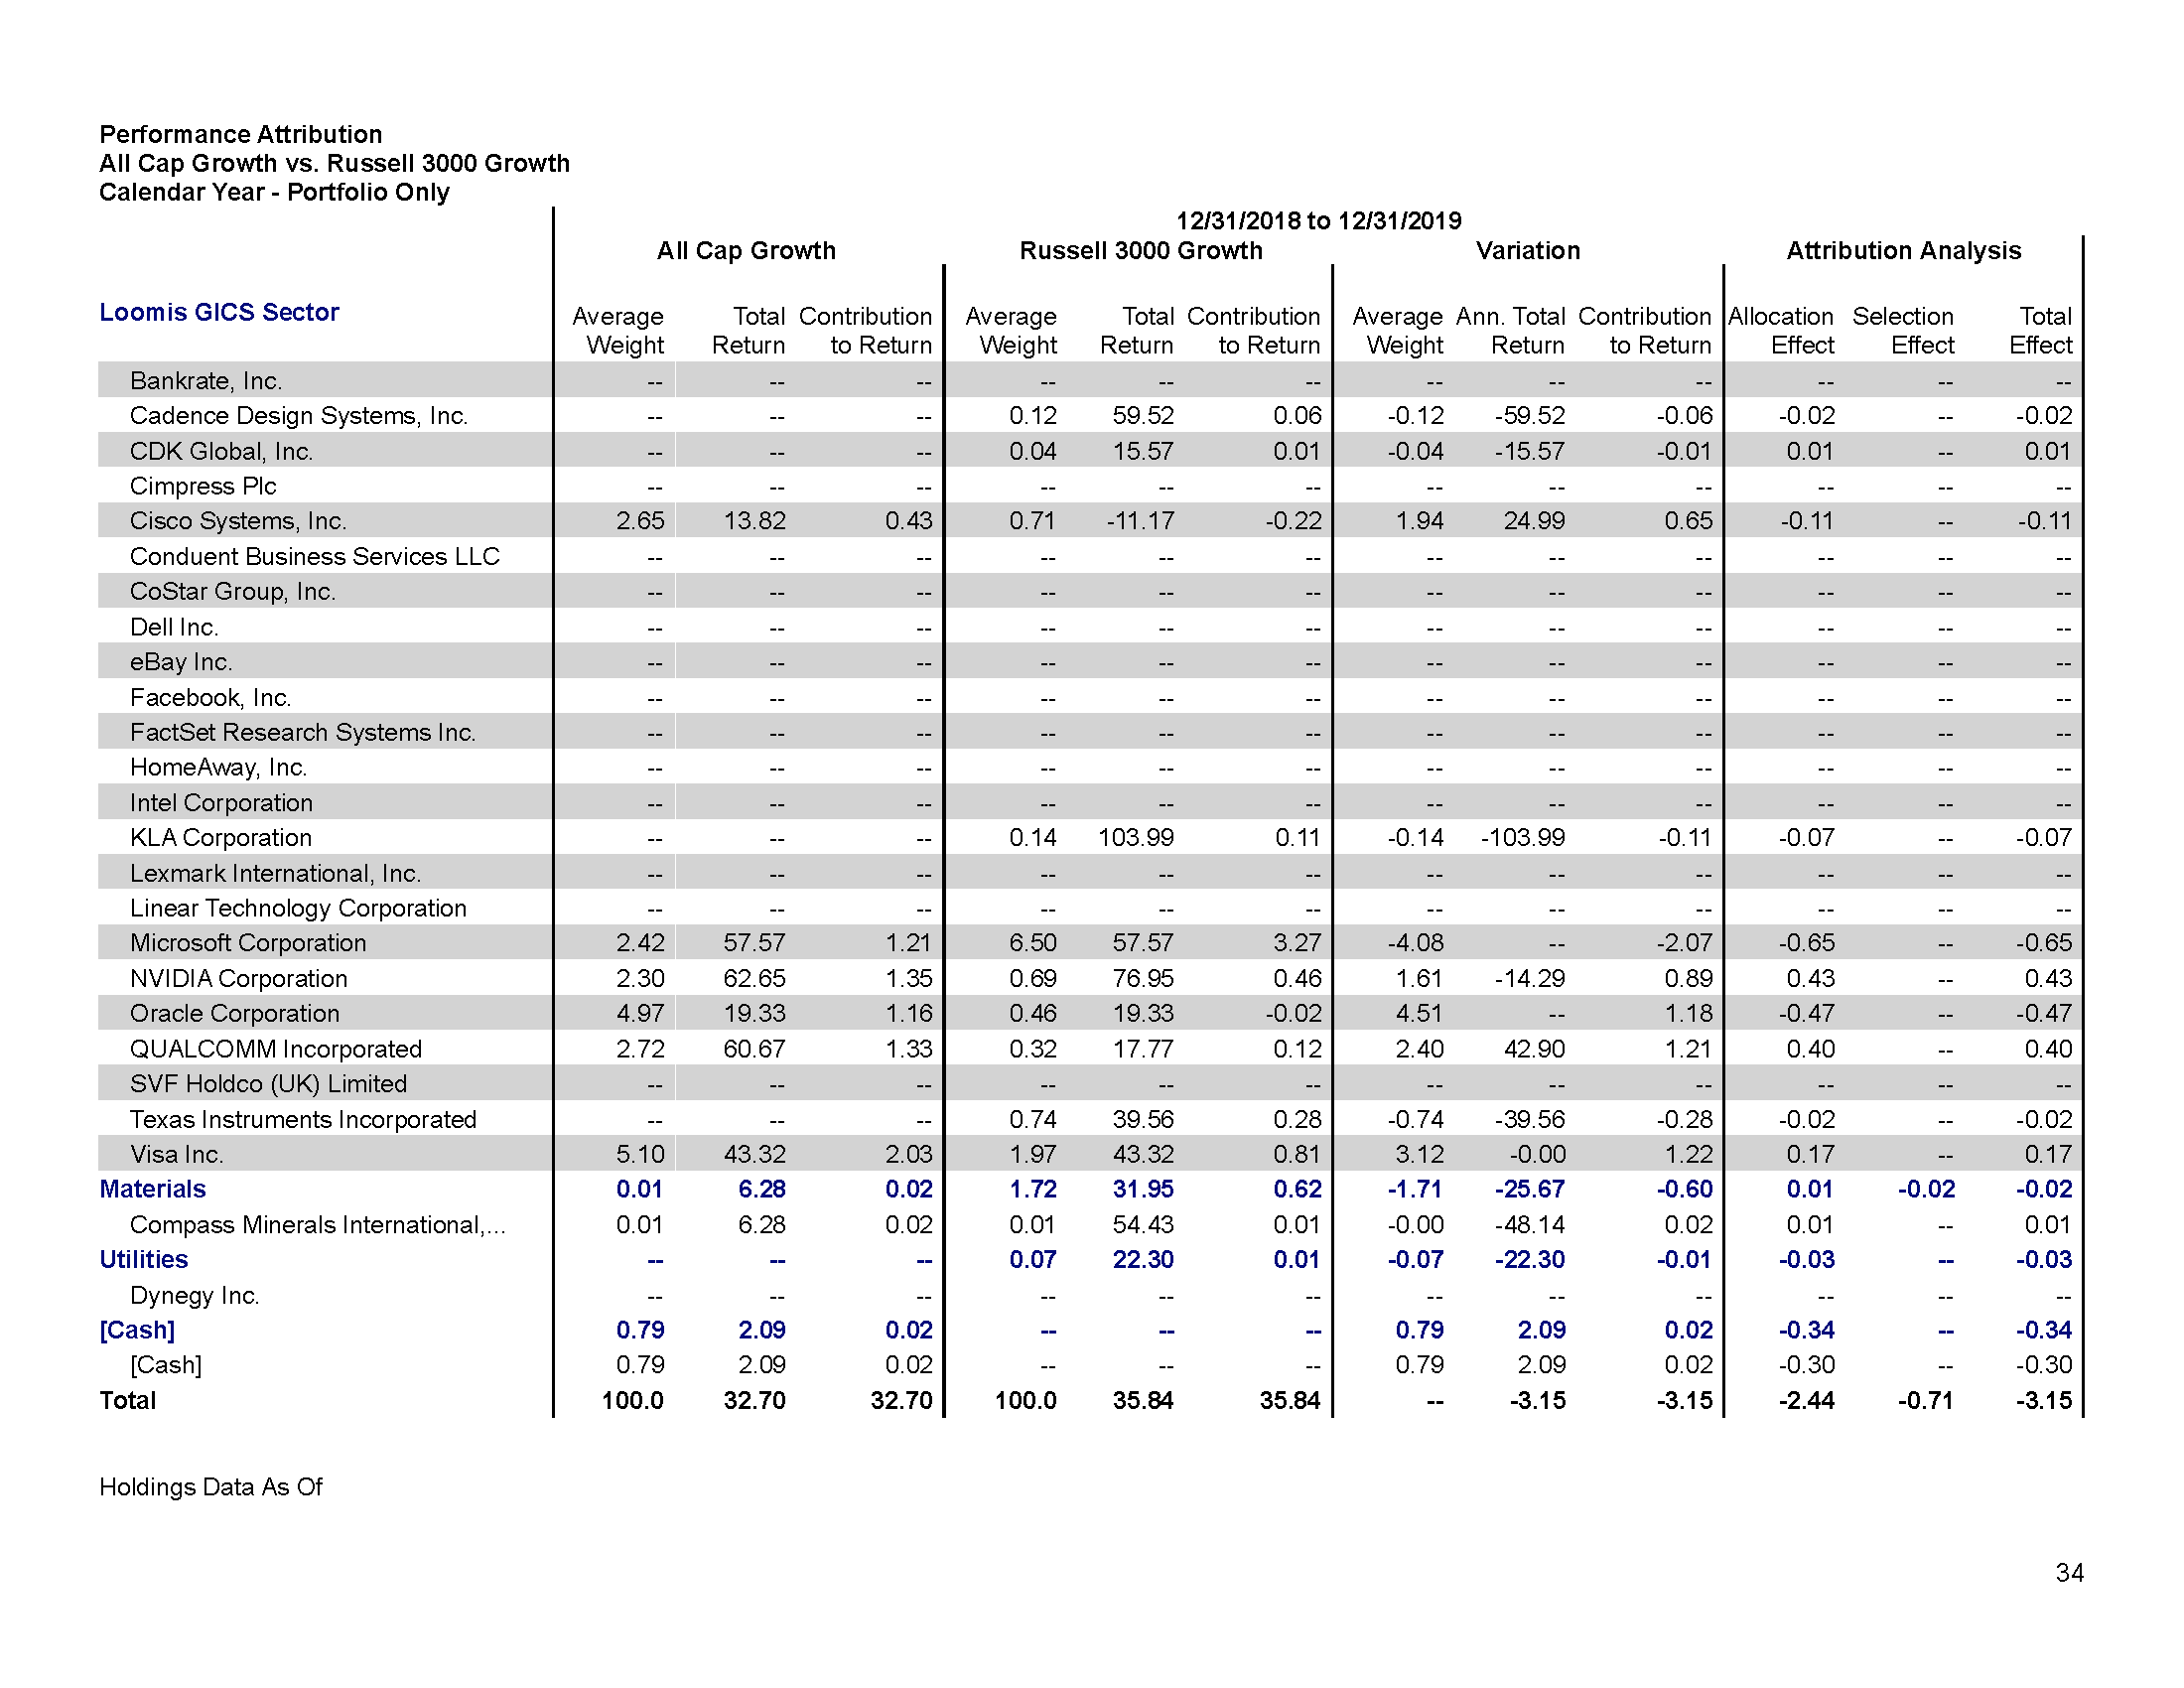 Performance Attribution
All Cap Growth vs. Russell 3000 Growth
Calendar Year - Portfolio Only
12/31/2018 to 12/31/2019
All Cap Growth Russell 3000 Growth Variation Attribution Analysis
Loomis GICS Sector
Average Total Contribution Average Total Contribution Average Ann. Total Contribution Allocation Selection Total
Weight Return to Return Weight Return to Return Weight Return to Return Effect Effect Effect
Bankrate, Inc. -- -- -- -- -- -- -- -- -- -- -- --
Cadence Design Systems, Inc. -- -- -- 0.12 59.52 0.06 -0.12 -59.52 -0.06 -0.02 -- -0.02
CDK Global, Inc. -- -- -- 0.04 15.57 0.01 -0.04 -15.57 -0.01 0.01 -- 0.01
Cimpress Plc -- -- -- -- -- -- -- -- -- -- -- --
Cisco Systems, Inc. 2.65 13.82 0.43 0.71 -11.17 -0.22 1.94 24.99 0.65 -0.11 -- -0.11
Conduent Business Services LLC -- -- -- -- -- -- -- -- -- -- -- --
CoStar Group, Inc. -- -- -- -- -- -- -- -- -- -- -- --
Dell Inc. -- -- -- -- -- -- -- -- -- -- -- --
eBay Inc. -- -- -- -- -- -- -- -- -- -- -- --
Facebook, Inc. -- -- -- -- -- -- -- -- -- -- -- --
FactSet Research Systems Inc. -- -- -- -- -- -- -- -- -- -- -- --
HomeAway, Inc. -- -- -- -- -- -- -- -- -- -- -- --
Intel Corporation -- -- -- -- -- -- -- -- -- -- -- --
KLA Corporation -- -- -- 0.14 103.99 0.11 -0.14 -103.99 -0.11 -0.07 -- -0.07
Lexmark International, Inc. -- -- -- -- -- -- -- -- -- -- -- --
Linear Technology Corporation -- -- -- -- -- -- -- -- -- -- -- --
Microsoft Corporation 2.42 57.57 1.21 6.50 57.57 3.27 -4.08 -- -2.07 -0.65 -- -0.65
NVIDIA Corporation 2.30 62.65 1.35 0.69 76.95 0.46 1.61 -14.29 0.89 0.43 -- 0.43
Oracle Corporation 4.97 19.33 1.16 0.46 19.33 -0.02 4.51 -- 1.18 -0.47 -- -0.47
QUALCOMM Incorporated 2.72 60.67 1.33 0.32 17.77 0.12 2.40 42.90 1.21 0.40 -- 0.40
SVF Holdco (UK) Limited -- -- -- -- -- -- -- -- -- -- -- --
Texas Instruments Incorporated -- -- -- 0.74 39.56 0.28 -0.74 -39.56 -0.28 -0.02 -- -0.02
Visa Inc. 5.10 43.32 2.03 1.97 43.32 0.81 3.12 -0.00 1.22 0.17 -- 0.17
Materials 0.01 6.28 0.02 1.72 31.95 0.62 -1.71 -25.67 -0.60 0.01 -0.02 -0.02
Compass Minerals International,... 0.01 6.28 0.02 0.01 54.43 0.01 -0.00 -48.14 0.02 0.01 -- 0.01
Utilities -- -- -- 0.07 22.30 0.01 -0.07 -22.30 -0.01 -0.03 -- -0.03
Dynegy Inc. -- -- -- -- -- -- -- -- -- -- -- --
[Cash] 0.79 2.09 0.02 -- -- -- 0.79 2.09 0.02 -0.34 -- -0.34
[Cash] 0.79 2.09 0.02 -- -- -- 0.79 2.09 0.02 -0.30 -- -0.30
Total 100.0 32.70 32.70 100.0 35.84 35.84 -- -3.15 -3.15 -2.44 -0.71 -3.15
Holdings Data As Of
34